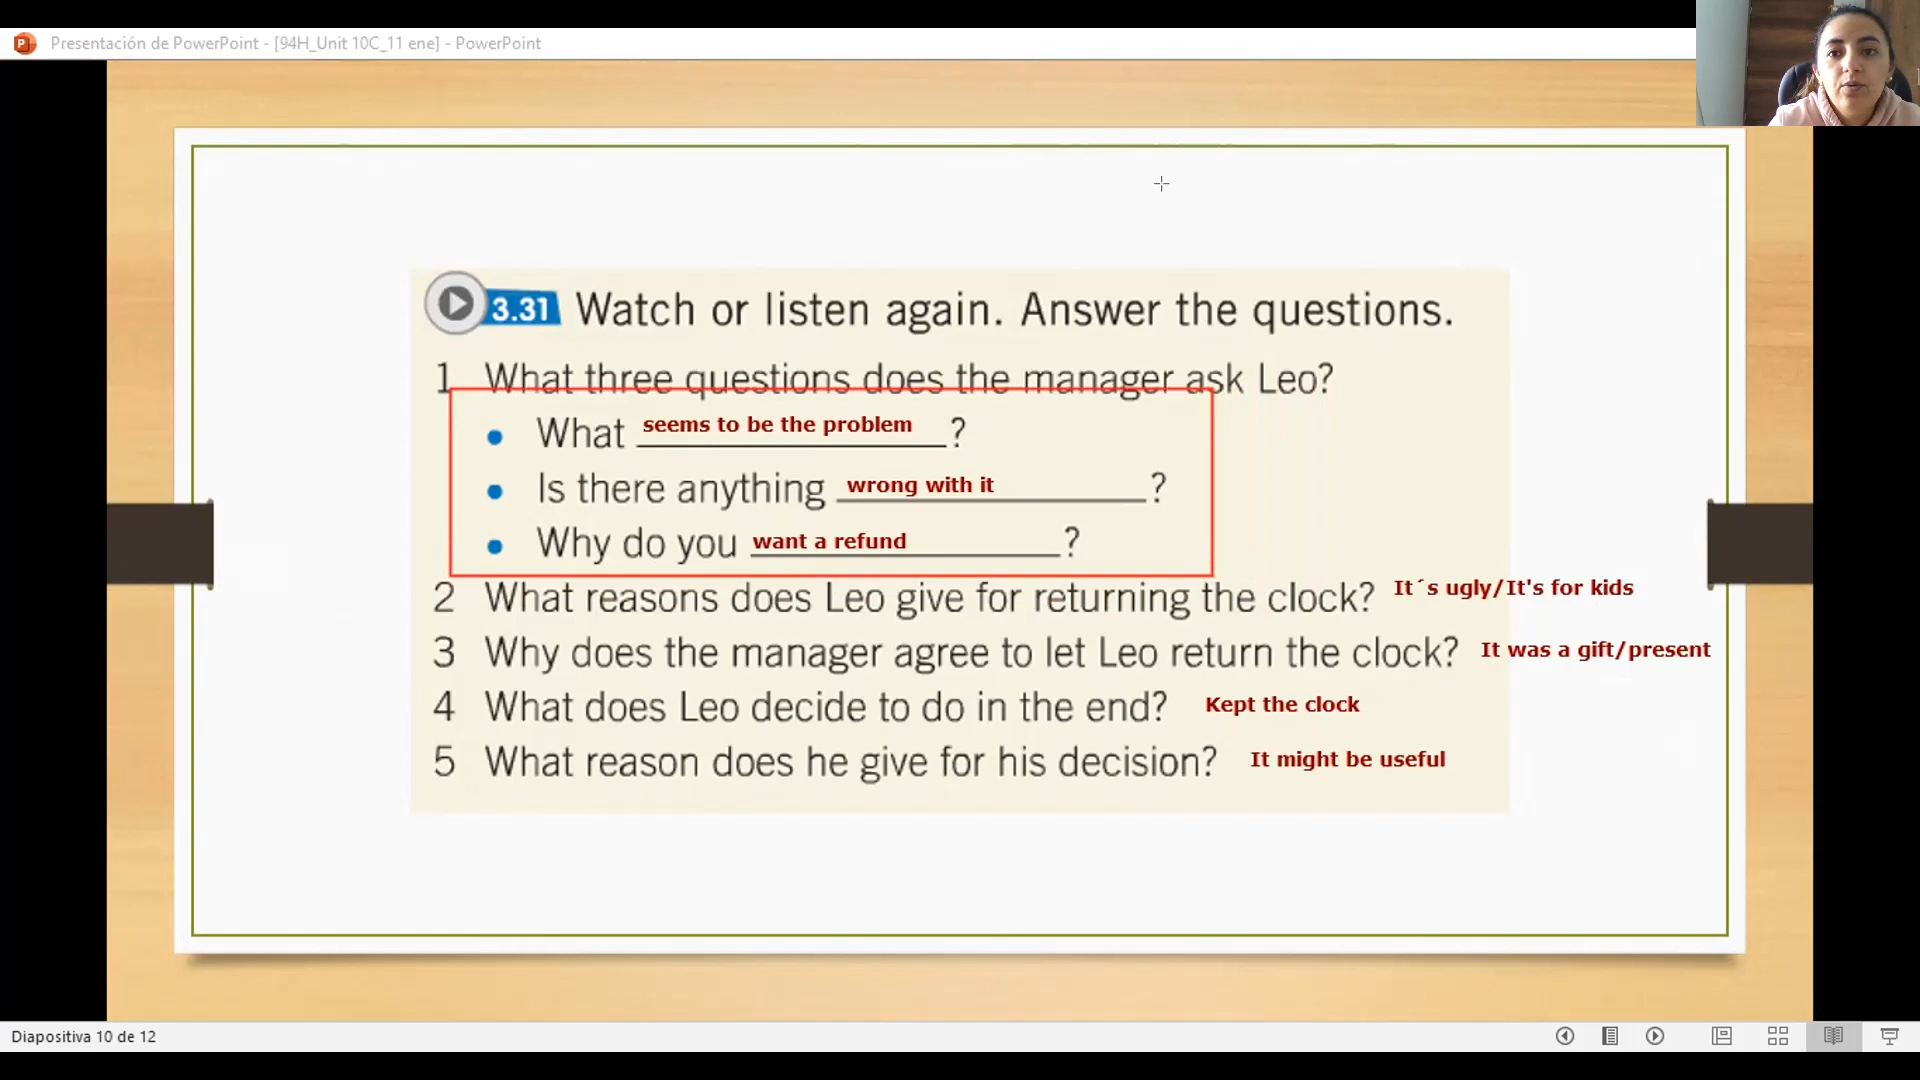 Presentación de PowerPoint - [94H_Unit 10C_11 ene] - PowerPoint
3.31 Watch or listen again. Answer the questions.
1 What three questions does the manager ask Leo?
• What seems to be the problem?
• Is there anything wrong with it?
• Why do you want a refund?
2 What reasons does Leo give for returning the clock? It´s ugly/It's for kids
3 Why does the manager agree to let Leo return the clock? It was a gift/present
4 What does Leo decide to do in the end? Kept the clock
5 What reason does he give for his decision? It might be useful
Diapositiva 10 de 12